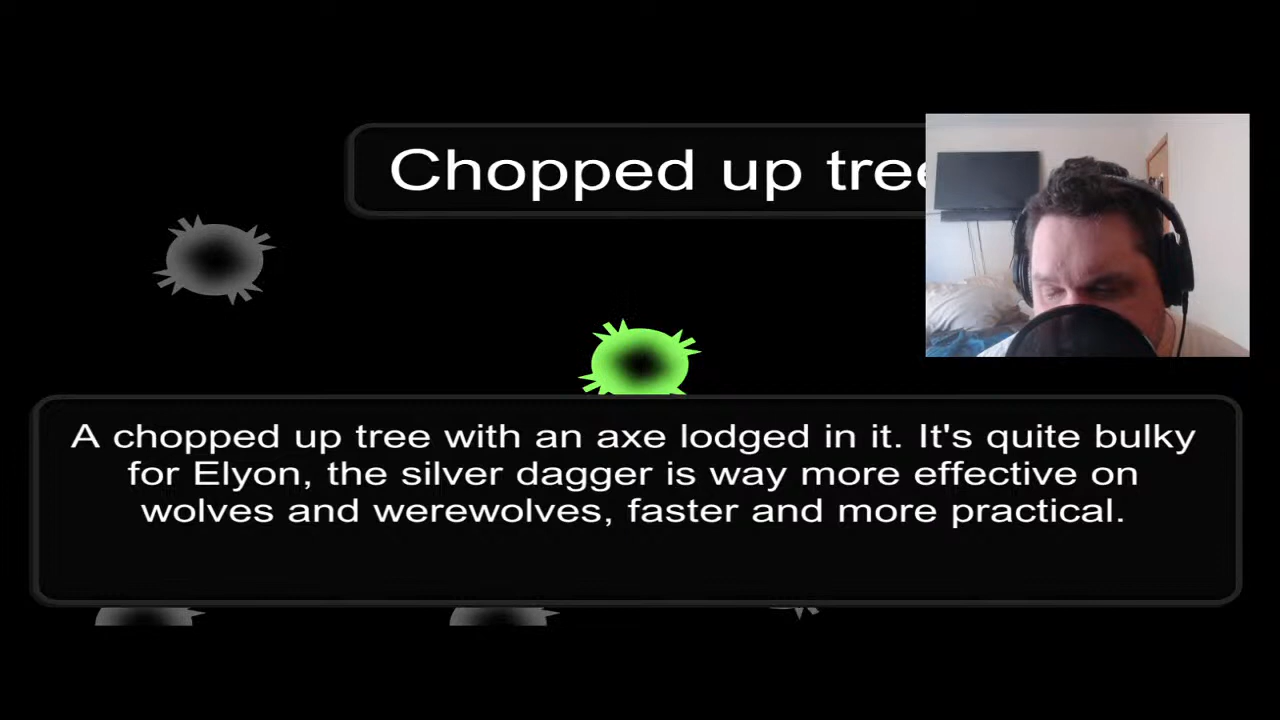 Chopped up tree
A chopped up tree with an axe lodged in it. It's quite bulky
for Elyon, the silver dagger is way more effective on
wolves and werewolves, faster and more practical.